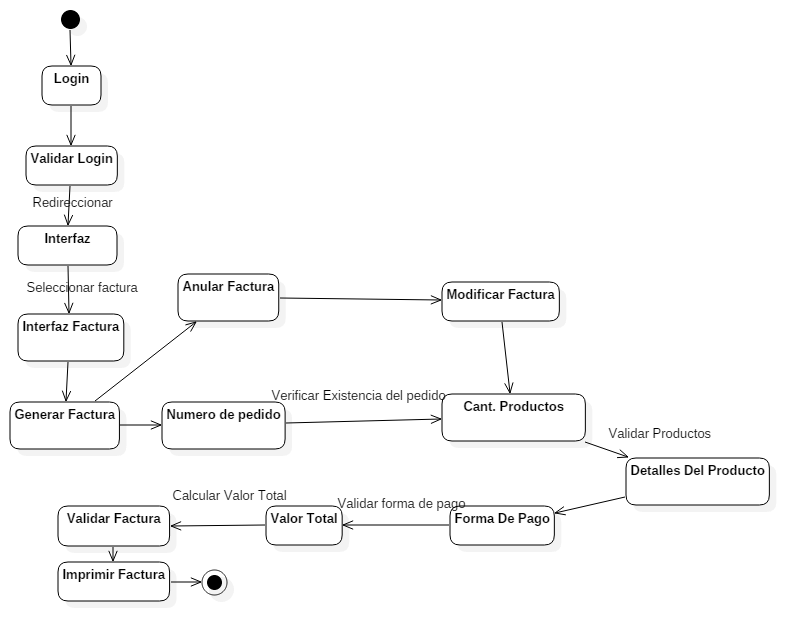 Login
Validar Login
Redireccionar
Interfaz
Seleccionar factura
Interfaz Factura
Anular Factura
Modificar Factura
Generar Factura
Numero de pedido
Verificar Existencia del pedido
Cant. Productos
Validar Productos
Detalles Del Producto
Forma De Pago
Validar forma de pago
Valor Total
Calcular Valor Total
Validar Factura
Imprimir Factura